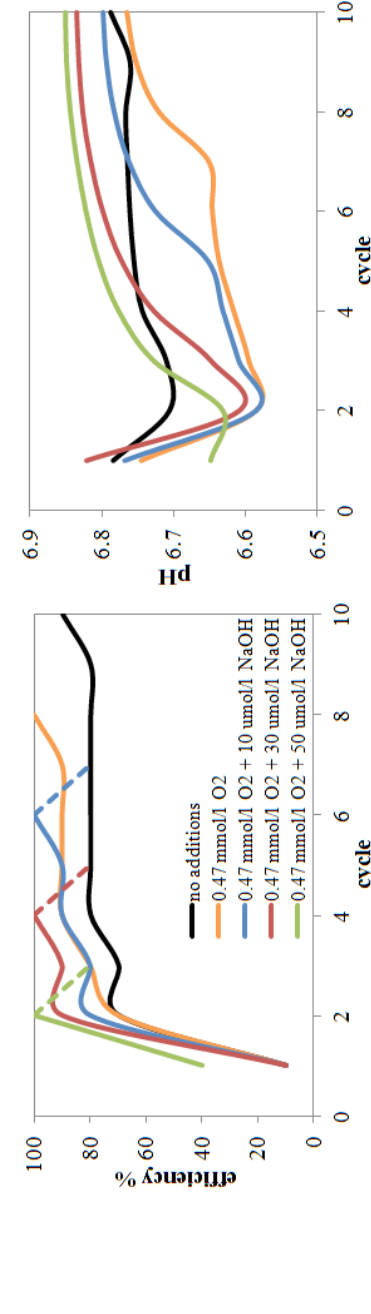 efficiency %
100
80
60
40
20
0
0
2
4
6
8
10
cycle
no additions
0.47 mmol/l O2
0.47 mmol/l O2 + 10 umol/l NaOH
0.47 mmol/l O2 + 30 umol/l NaOH
0.47 mmol/l O2 + 50 umol/l NaOH
pH
6.9
6.8
6.7
6.6
6.5
0
2
4
6
8
10
cycle